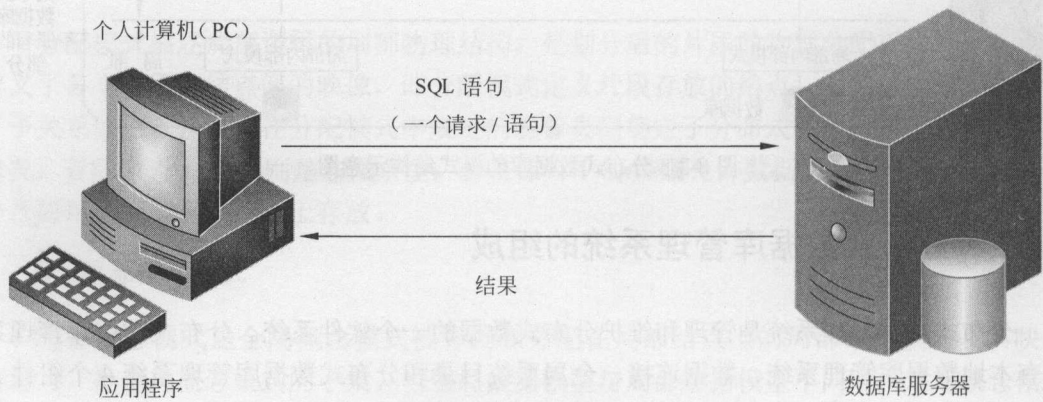 个人计算机(PC)
SQL 语句
(一个请求/语句)
结果
应用程序
数据库服务器